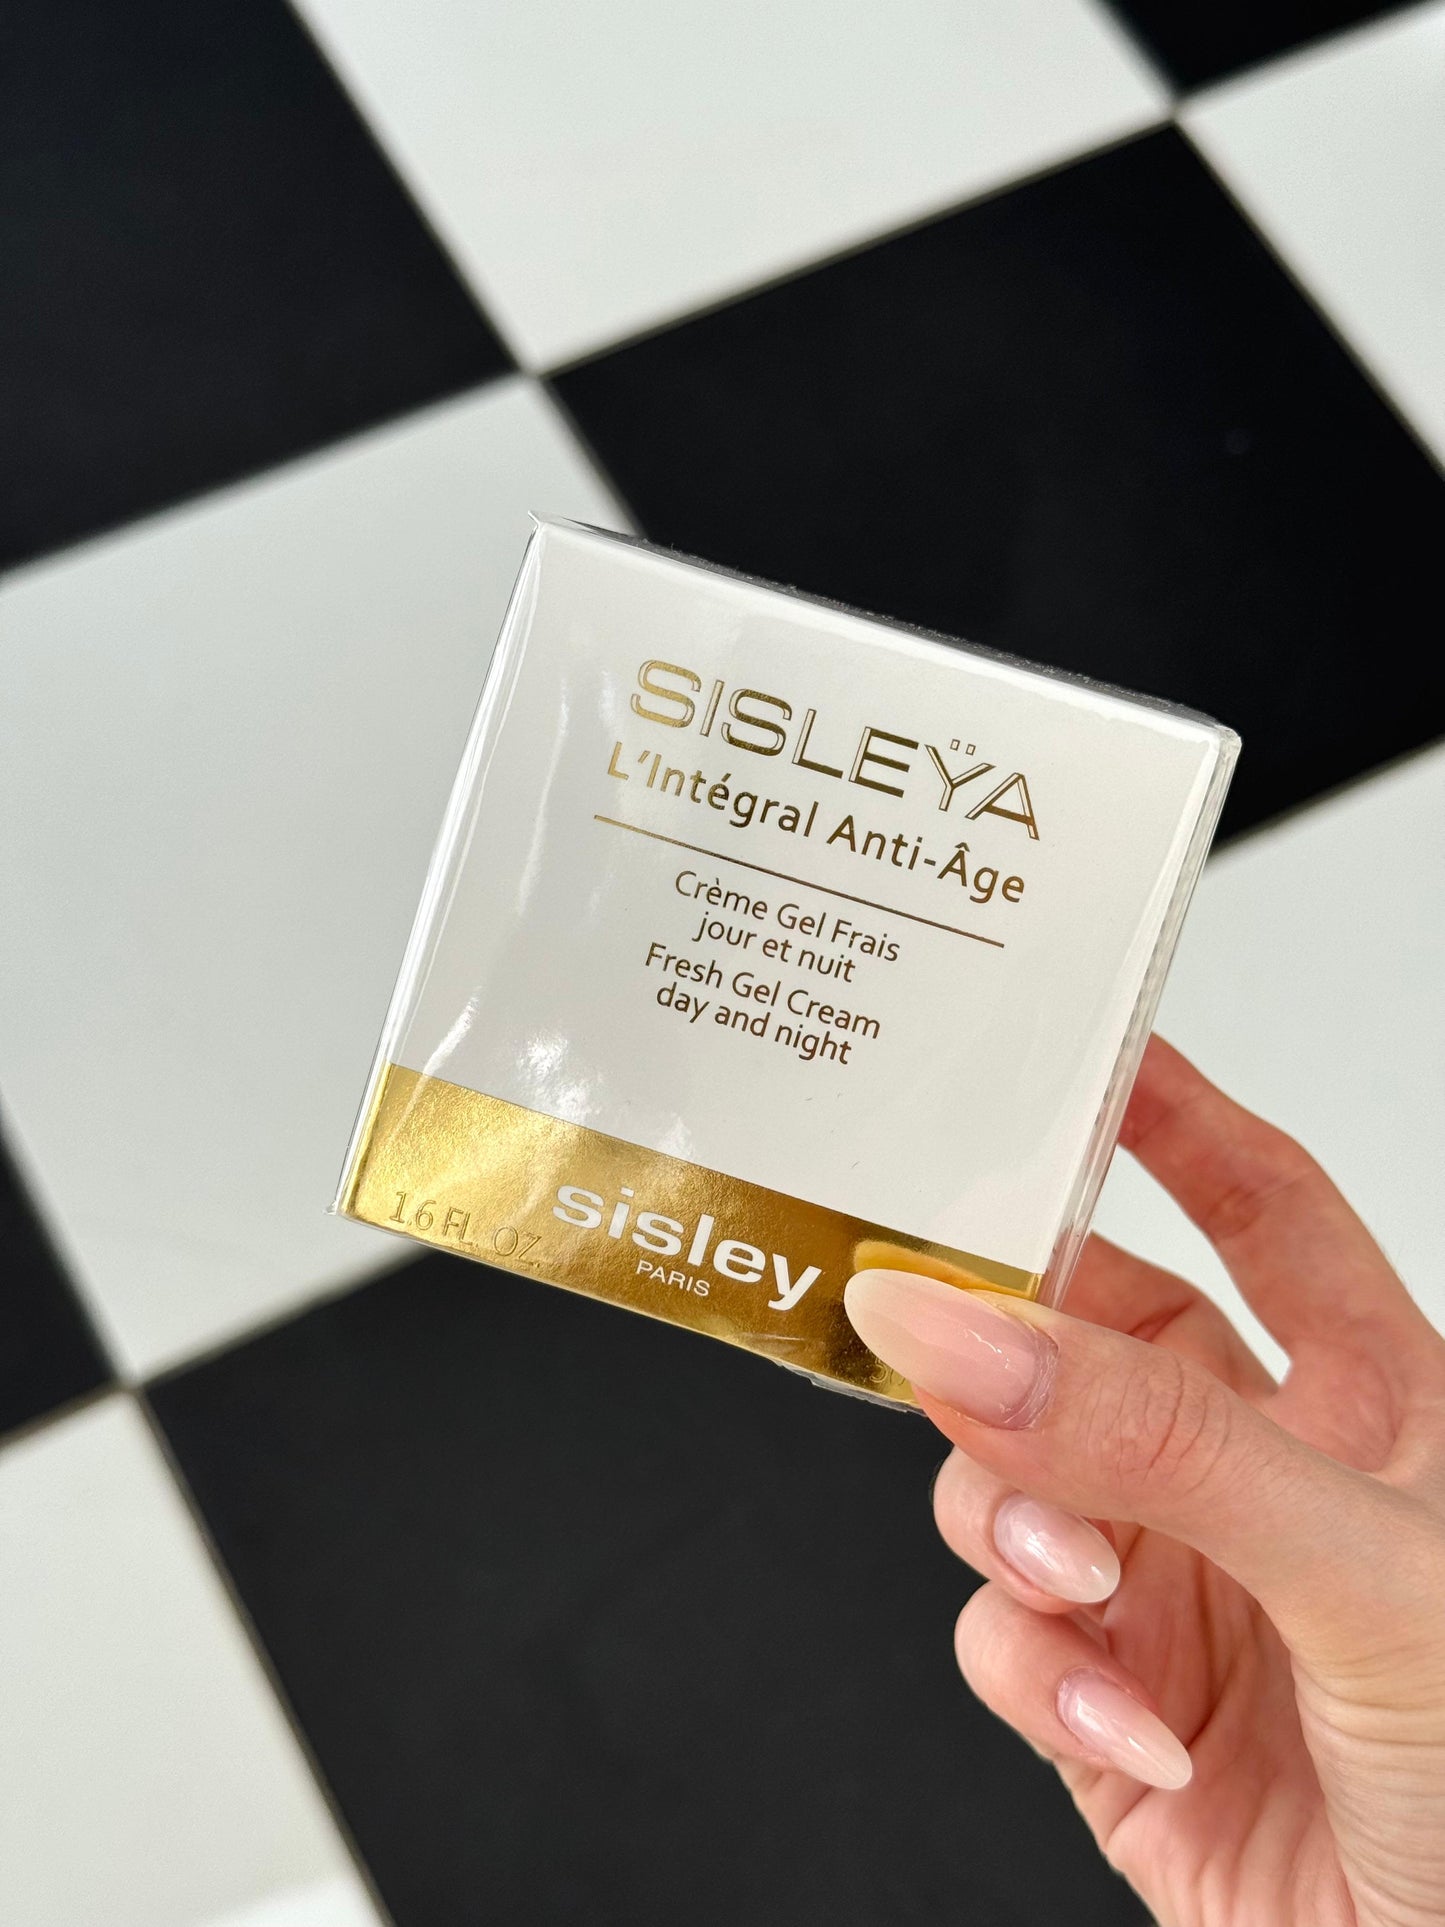 SISLEŸA
L'Intégral Anti-Âge
Crème Gel Frais
jour et nuit
Fresh Gel Cream
day and night
1.6 FL. OZ.
sisley
PARIS